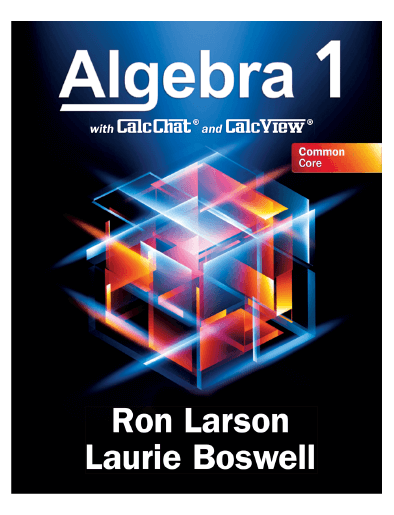 Algebra 1
with CalcChat® and CalcView®
Common
Core
Ron Larson
Laurie Boswell